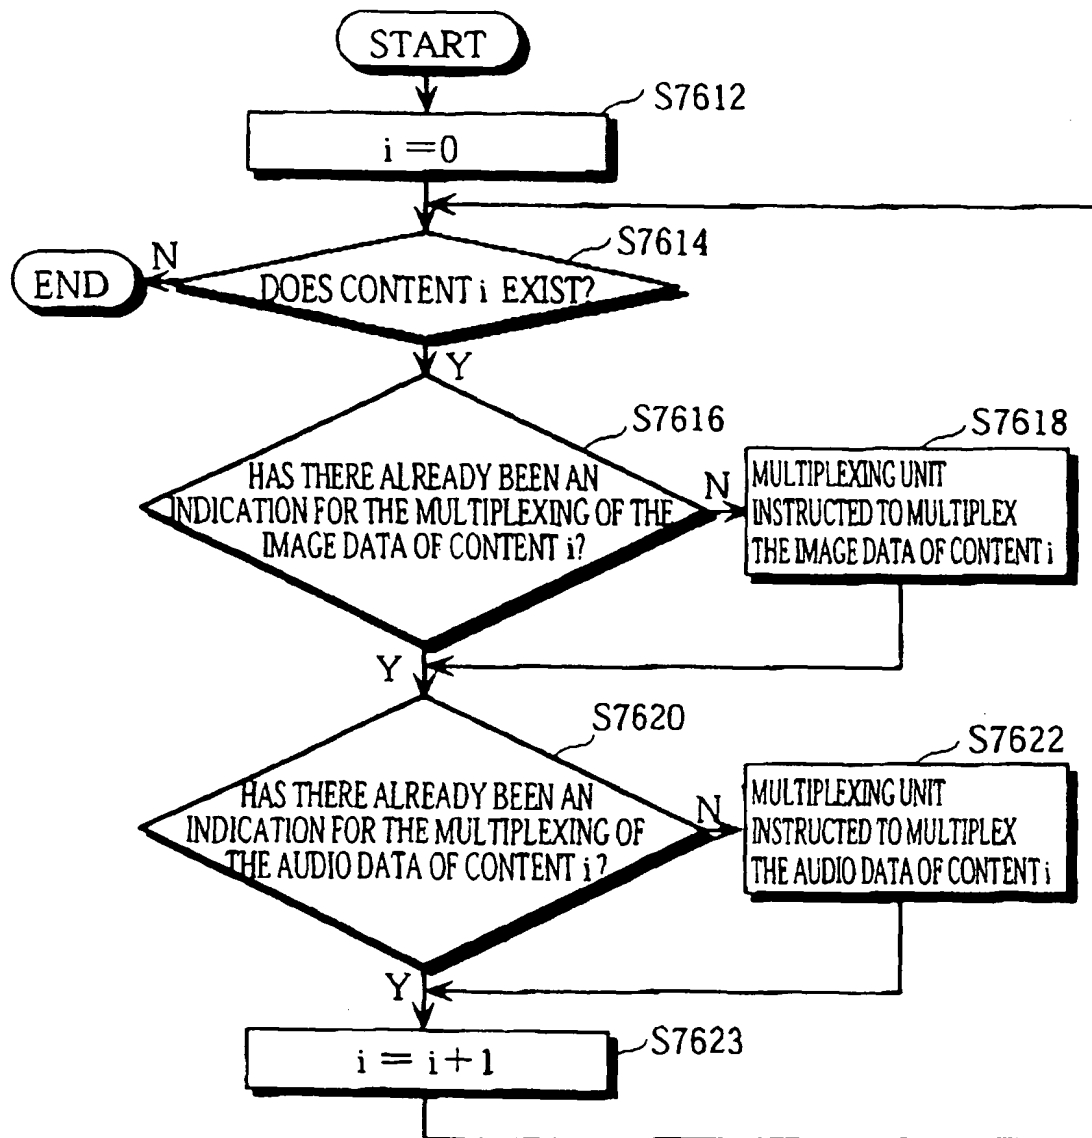 START
S7612
i=0
S7614
N
END
DOES CONTENT i EXIST?
Y
S7616
HAS THERE ALREADY BEEN AN
INDICATION FOR THE MULTIPLEXING OF THE
IMAGE DATA OF CONTENT i?
N
S7618
MULTIPLEXING UNIT
INSTRUCTED TO MULTIPLEX
THE IMAGE DATA OF CONTENT i
Y
S7620
HAS THERE ALREADY BEEN AN
INDICATION FOR THE MULTIPLEXING OF
THE AUDIO DATA OF CONTENT i?
N
S7622
MULTIPLEXING UNIT
INSTRUCTED TO MULTIPLEX
THE AUDIO DATA OF CONTENT i
Y
S7623
i = i+1